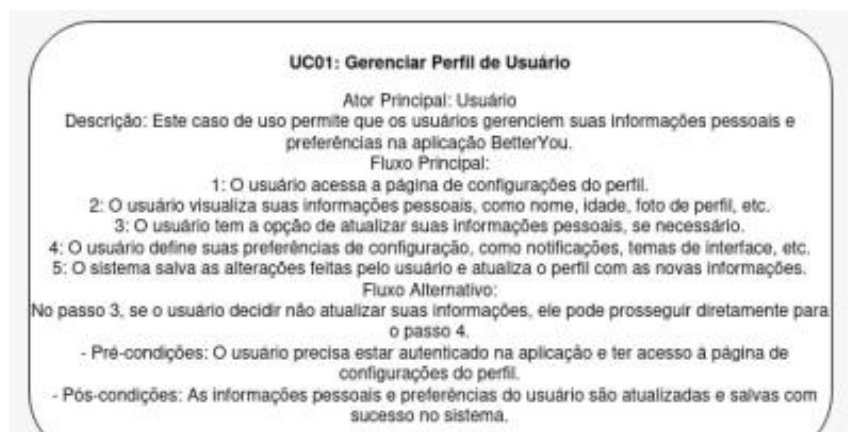 UC01: Gerenciar Perfil de Usuário
Ator Principal: Usuário
Descrição: Este caso de uso permite que os usuários gerenciem suas informações pessoais e
preferências na aplicação BetterYou.
Fluxo Principal:
1: O usuário acessa a página de configurações do perfil.
2: O usuário visualiza suas informações pessoais, como nome, idade, foto de perfil, etc.
3: O usuário tem a opção de atualizar suas informações pessoais, se necessário.
4: O usuário define suas preferências de configuração, como notificações, temas de interface, etc.
5: O sistema salva as alterações feitas pelo usuário e atualiza o perfil com as novas informações.
Fluxo Alternativo:
No passo 3, se o usuário decidir não atualizar suas informações, ele pode prosseguir diretamente para
o passo 4.
- Pré-condições: O usuário precisa estar autenticado na aplicação e ter acesso à página de
configurações do perfil.
- Pós-condições: As informações pessoais e preferências do usuário são atualizadas e salvas com
sucesso no sistema.